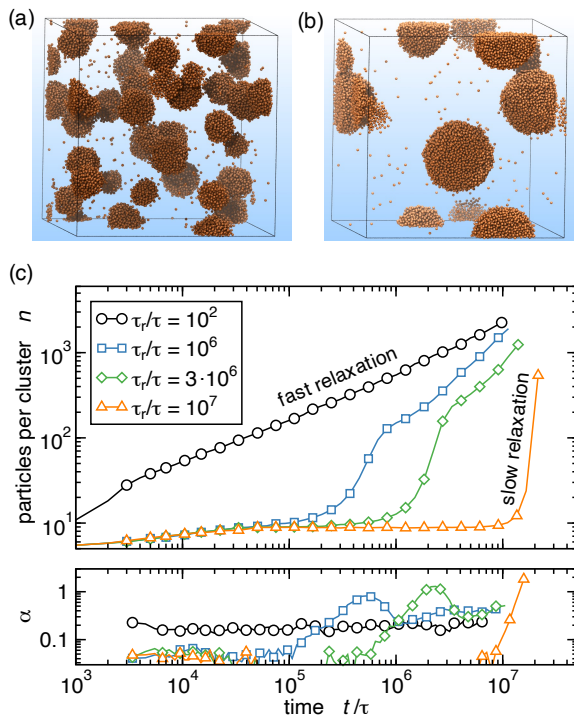 (a)
(b)
(c)
particles per cluster n
10³
10²
10¹
τᵣ/τ = 10²
τᵣ/τ = 10⁶
τᵣ/τ = 3·10⁶
τᵣ/τ = 10⁷
fast relaxation
slow relaxation
α
1
0.1
10³ 10⁴ 10⁵ 10⁶ 10⁷
time t/τ